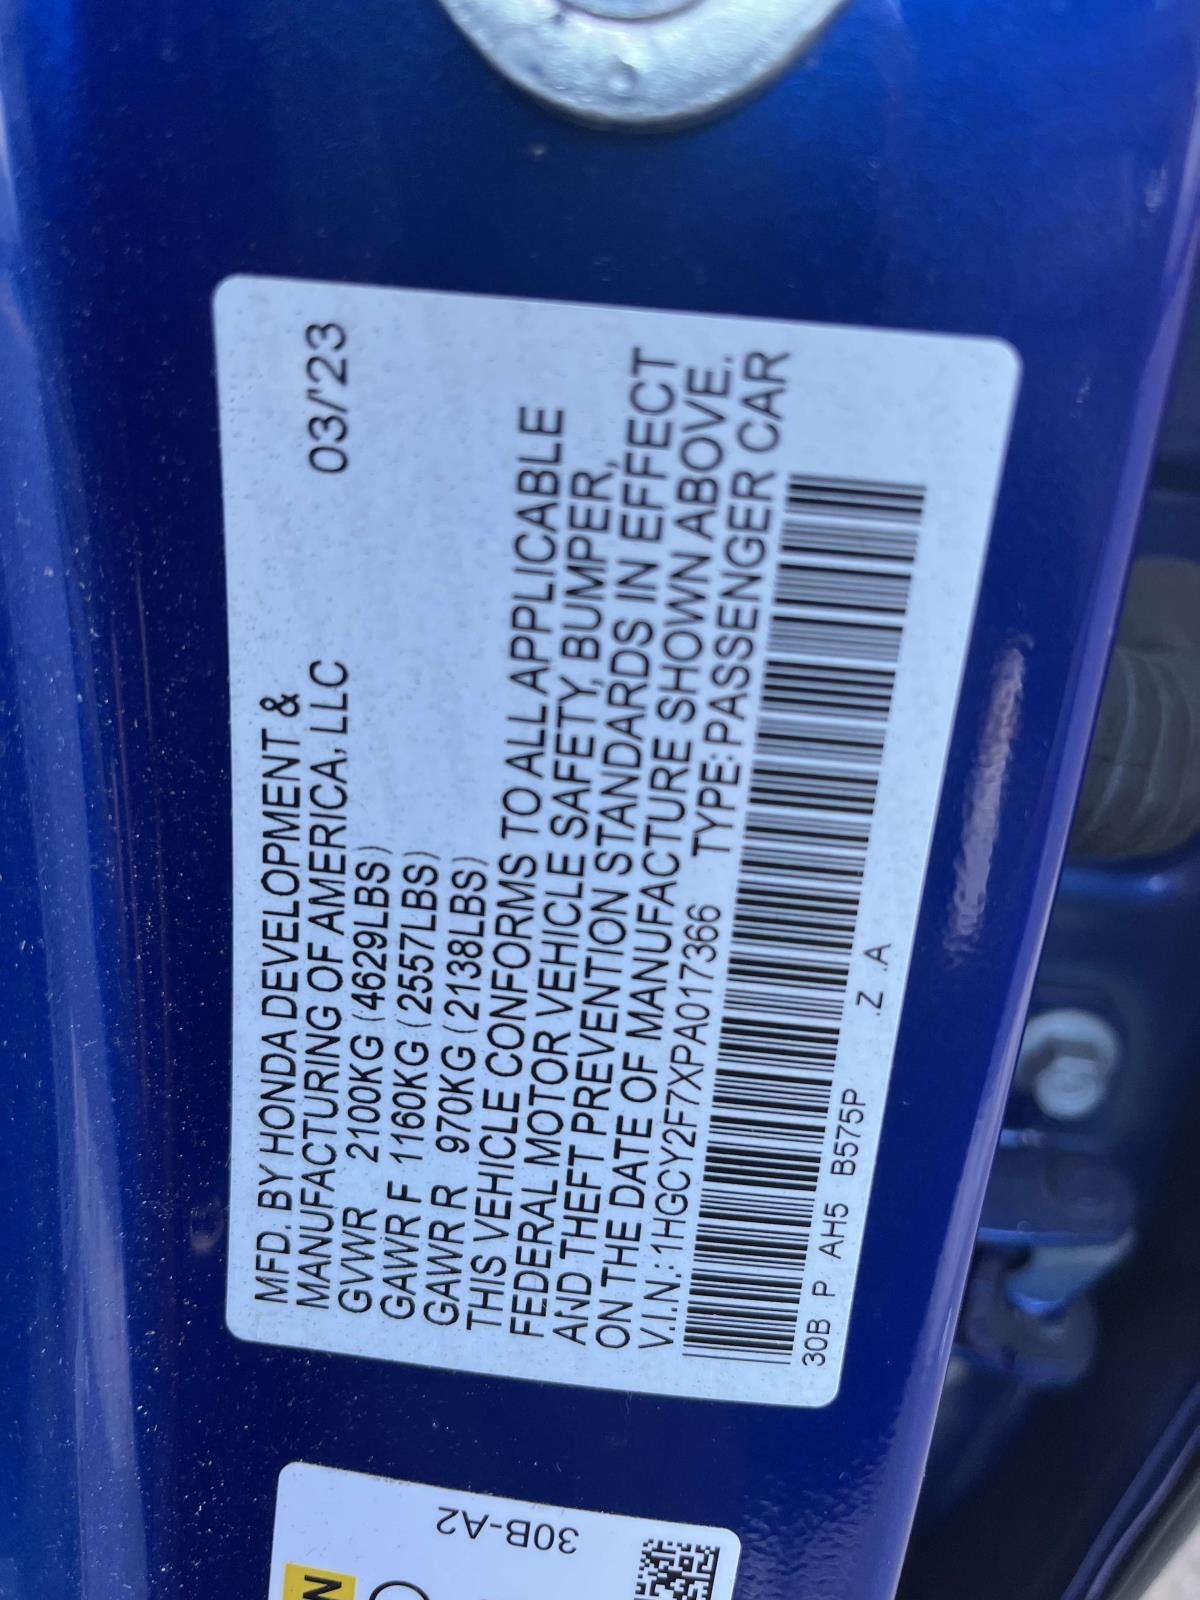 MFD. BY HONDA DEVELOPMENT &
MANUFACTURING OF AMERICA, LLC 03/'23
GVWR 2100KG (4629LBS)
GAWR F 1160KG (2557LBS)
GAWR R 970KG (2138LBS)
THIS VEHICLE CONFORMS TO ALL APPLICABLE
FEDERAL MOTOR VEHICLE SAFETY, BUMPER,
AND THEFT PREVENTION STANDARDS IN EFFECT
ON THE DATE OF MANUFACTURE SHOWN ABOVE.
V.I.N.: 1HGCY2F7XPA017366 TYPE: PASSENGER CAR
30B P AH5 B575P .Z .A
30B-A2